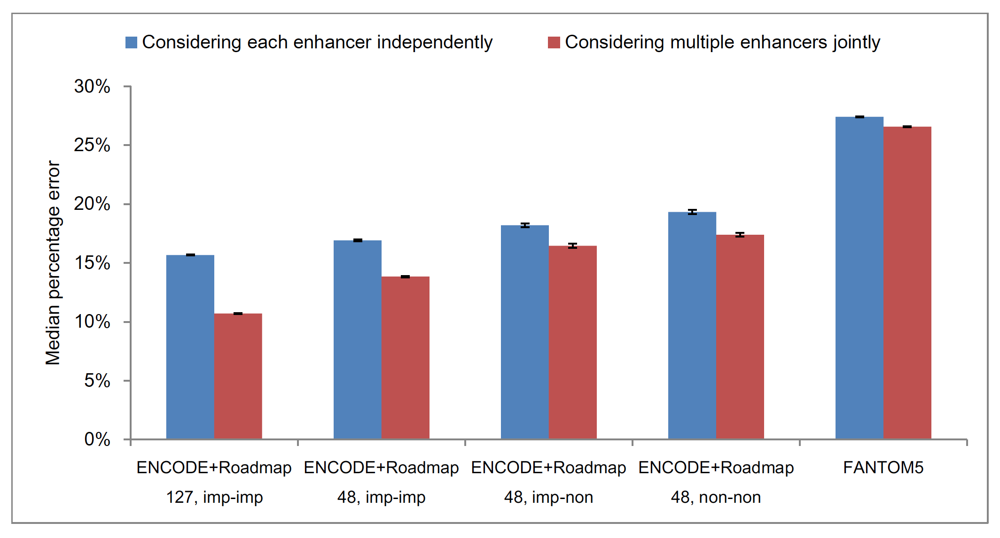 Considering each enhancer independently
Considering multiple enhancers jointly
30%
25%
20%
15%
10%
5%
0%
Median percentage error
ENCODE+Roadmap
127, imp-imp
ENCODE+Roadmap
48, imp-imp
ENCODE+Roadmap
48, imp-non
ENCODE+Roadmap
48, non-non
FANTOM5